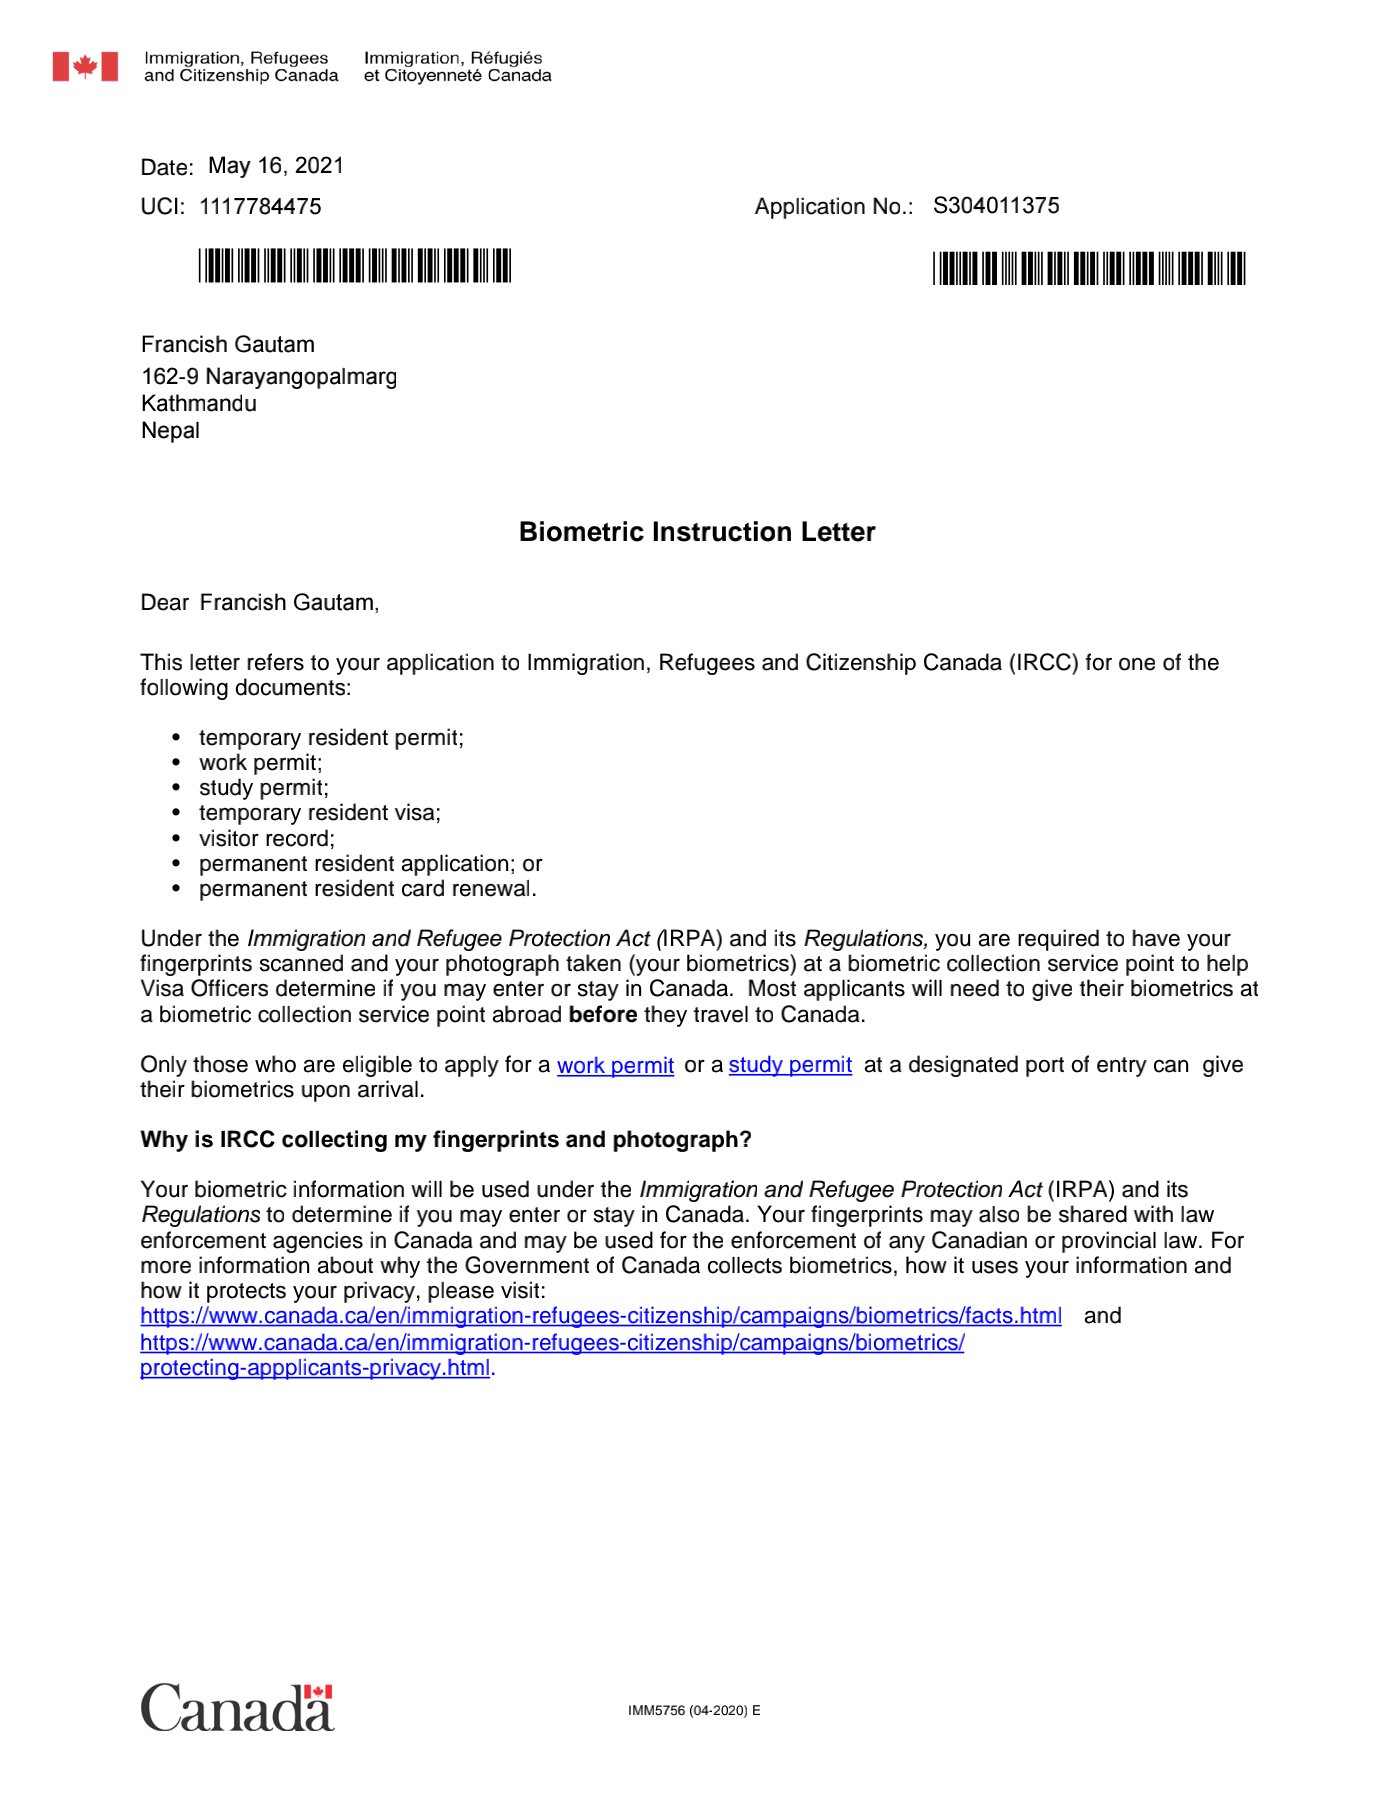 Immigration, Refugees
and Citizenship Canada
Immigration, Réfugiés
et Citoyenneté Canada
Date: May 16, 2021
UCI: 1117784475
Application No.: S304011375
Francish Gautam
162-9 Narayangopalmarg
Kathmandu
Nepal
Biometric Instruction Letter
Dear Francish Gautam,
This letter refers to your application to Immigration, Refugees and Citizenship Canada (IRCC) for one of the
following documents:
• temporary resident permit;
• work permit;
• study permit;
• temporary resident visa;
• visitor record;
• permanent resident application; or
• permanent resident card renewal.
Under the Immigration and Refugee Protection Act (IRPA) and its Regulations, you are required to have your
fingerprints scanned and your photograph taken (your biometrics) at a biometric collection service point to help
Visa Officers determine if you may enter or stay in Canada. Most applicants will need to give their biometrics at
a biometric collection service point abroad before they travel to Canada.
Only those who are eligible to apply for a work permit or a study permit at a designated port of entry can give
their biometrics upon arrival.
Why is IRCC collecting my fingerprints and photograph?
Your biometric information will be used under the Immigration and Refugee Protection Act (IRPA) and its
Regulations to determine if you may enter or stay in Canada. Your fingerprints may also be shared with law
enforcement agencies in Canada and may be used for the enforcement of any Canadian or provincial law. For
more information about why the Government of Canada collects biometrics, how it uses your information and
how it protects your privacy, please visit:
https://www.canada.ca/en/immigration-refugees-citizenship/campaigns/biometrics/facts.html and
https://www.canada.ca/en/immigration-refugees-citizenship/campaigns/biometrics/
protecting-appplicants-privacy.html.
Canada
IMM5756 (04-2020) E